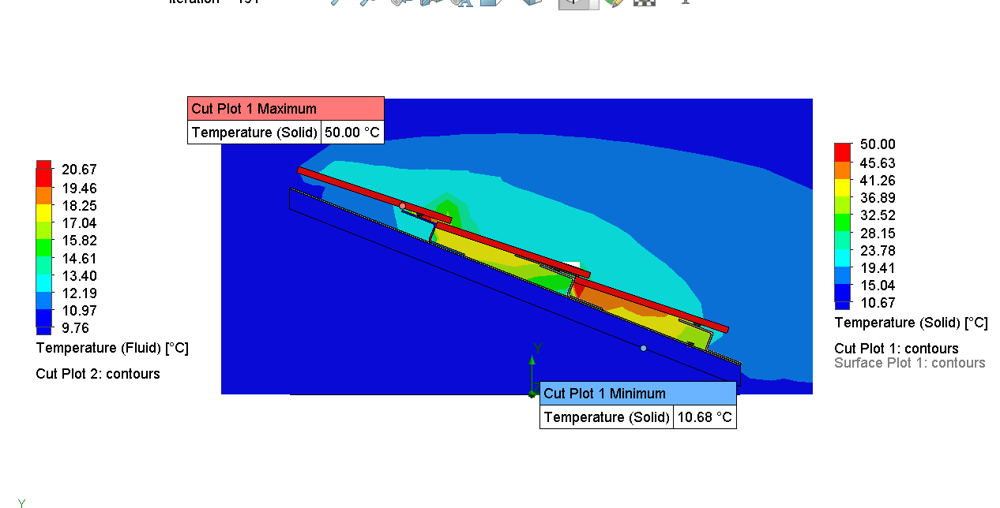 Iteration = 191
Cut Plot 1 Maximum
Temperature (Solid) 50.00 °C
20.67
19.46
18.25
17.04
15.82
14.61
13.40
12.19
10.97
9.76
Temperature (Fluid) [°C]
Cut Plot 2: contours
50.00
45.63
41.26
36.89
32.52
28.15
23.78
19.41
15.04
10.67
Temperature (Solid) [°C]
Cut Plot 1: contours
Surface Plot 1: contours
Y
Cut Plot 1 Minimum
Temperature (Solid) 10.68 °C
Y